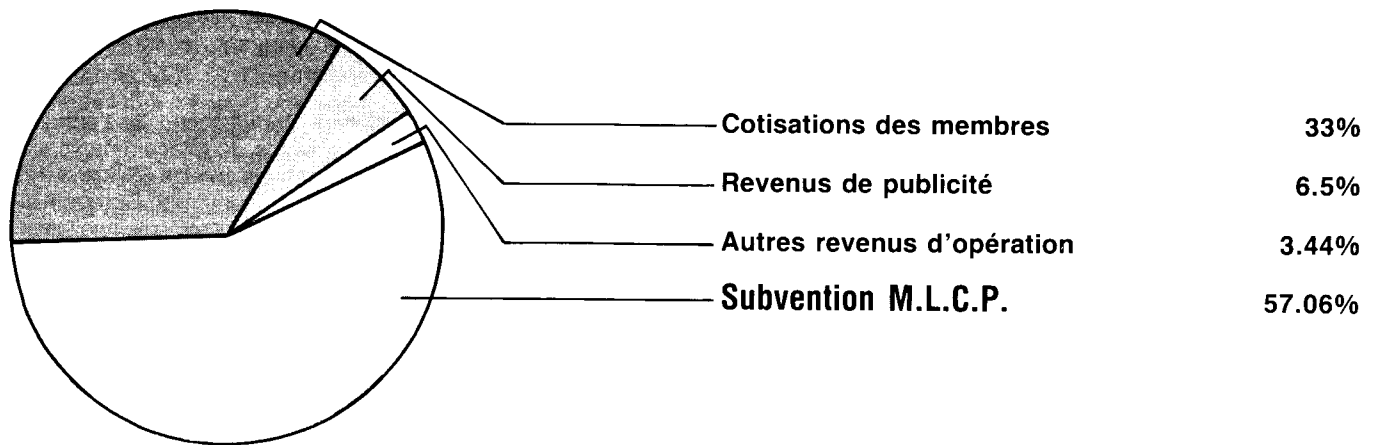 Cotisations des membres 33%
Revenus de publicité 6.5%
Autres revenus d'opération 3.44%
Subvention M.L.C.P. 57.06%